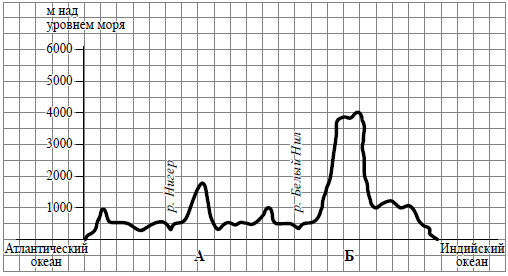 м над
уровнем моря
6000
5000
4000
3000
2000
1000
р. Нигер
р. Белый Нил
Атлантический
океан
А
Б
Индийский
океан